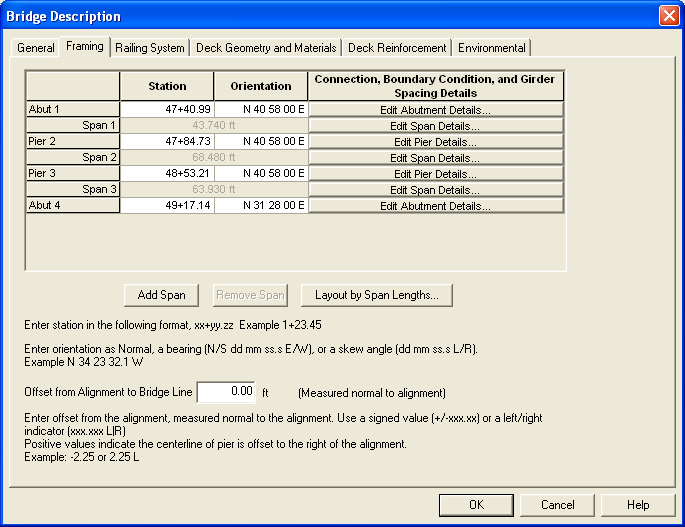 Bridge Description
General Framing Railing System Deck Geometry and Materials Deck Reinforcement Environmental
Station Orientation Connection, Boundary Condition, and Girder Spacing Details
Abut 1 47+40.99 N 40 58 00 E Edit Abutment Details...
Span 1 43.740 ft Edit Span Details...
Pier 2 47+84.73 N 40 58 00 E Edit Pier Details...
Span 2 68.480 ft Edit Span Details...
Pier 3 48+53.21 N 40 58 00 E Edit Pier Details...
Span 3 63.930 ft Edit Span Details...
Abut 4 49+17.14 N 31 28 00 E Edit Abutment Details...
Add Span Remove Span Layout by Span Lengths...
Enter station in the following format, xx+yy.zz Example 1+23.45
Enter orientation as Normal, a bearing (N/S dd mm ss.s E/W), or a skew angle (dd mm ss.s L/R).
Example N 34 23 32.1 W
Offset from Alignment to Bridge Line 0.00 ft (Measured normal to alignment)
Enter offset from the alignment, measured normal to the alignment. Use a signed value (+/-xxx.xx) or a left/right
indicator (xxx.xxx L|R)
Positive values indicate the centerline of pier is offset to the right of the alignment.
Example: -2.25 or 2.25 L
OK Cancel Help